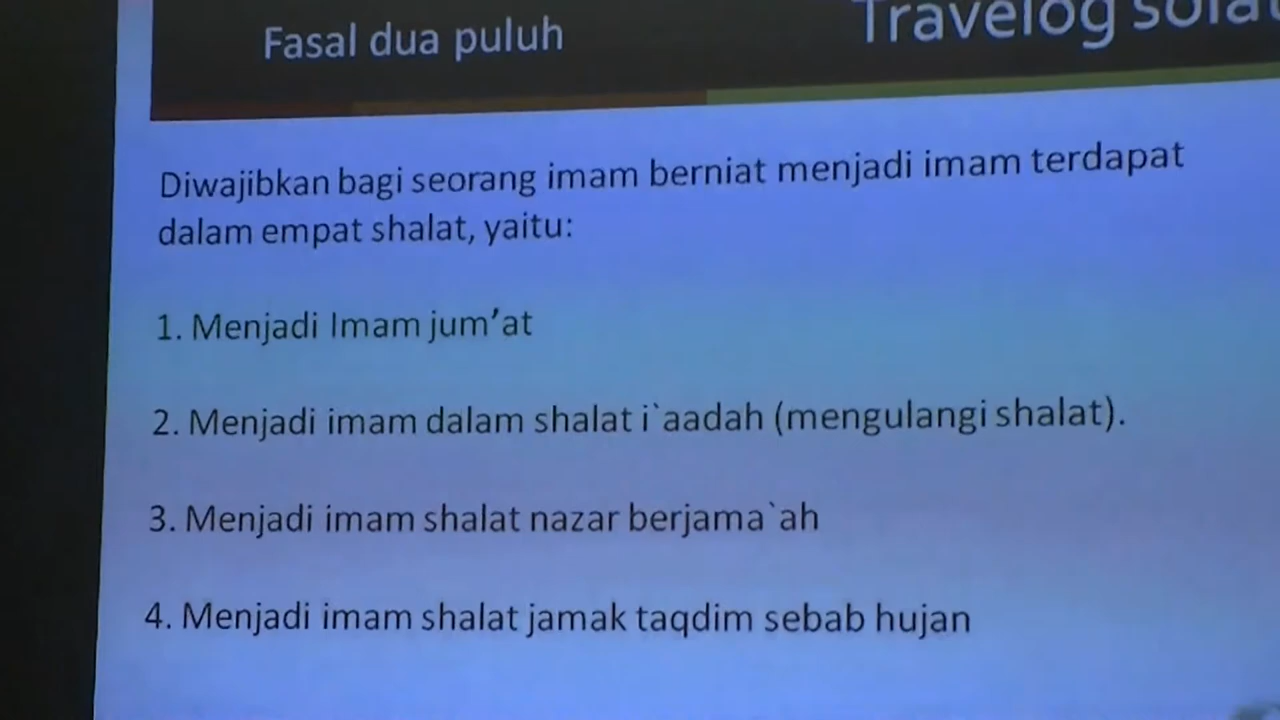 Fasal dua puluh
Travelog
Diwajibkan bagi seorang imam berniat menjadi imam terdapat
dalam empat shalat, yaitu:
1. Menjadi Imam jum’at
2. Menjadi imam dalam shalat i`aadah (mengulangi shalat).
3. Menjadi imam shalat nazar berjama`ah
4. Menjadi imam shalat jamak taqdim sebab hujan